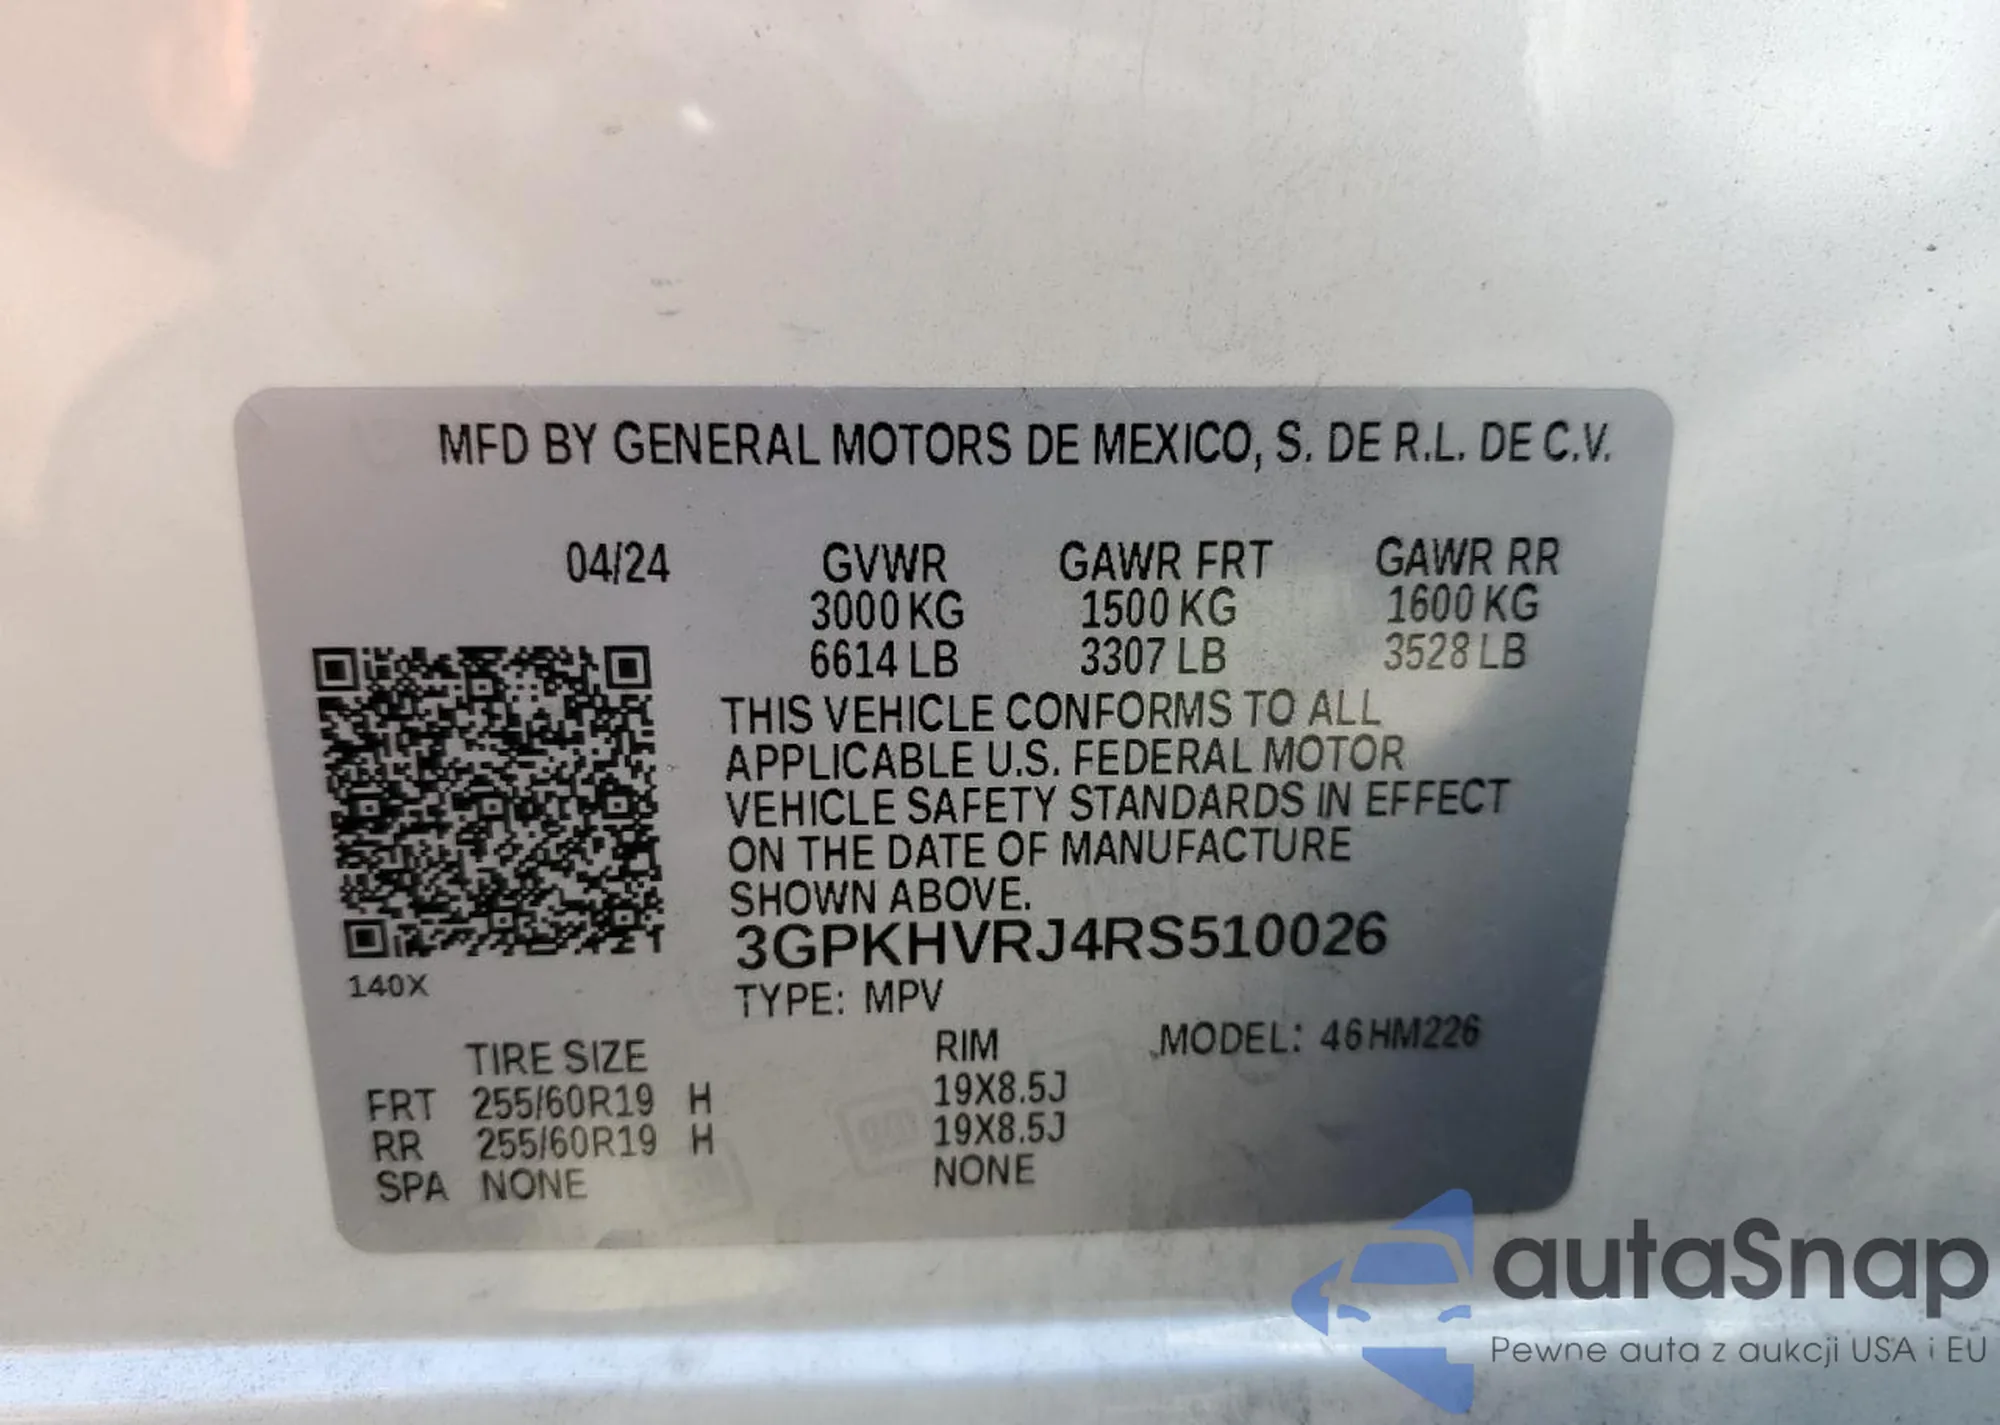 MFD BY GENERAL MOTORS DE MEXICO, S. DE R.L. DE C.V.
04/24 GVWR GAWR FRT GAWR RR
3000 KG 1500 KG 1600 KG
6614 LB 3307 LB 3528 LB
THIS VEHICLE CONFORMS TO ALL
APPLICABLE U.S. FEDERAL MOTOR
VEHICLE SAFETY STANDARDS IN EFFECT
ON THE DATE OF MANUFACTURE
SHOWN ABOVE.
3GPKHVRJ4RS510026
140X
TYPE: MPV
TIRE SIZE RIM MODEL: 46HM226
FRT 255/60R19 H 19X8.5J
RR 255/60R19 H 19X8.5J
SPA NONE NONE
autaSnap
Pewne auta z aukcji USA i EU